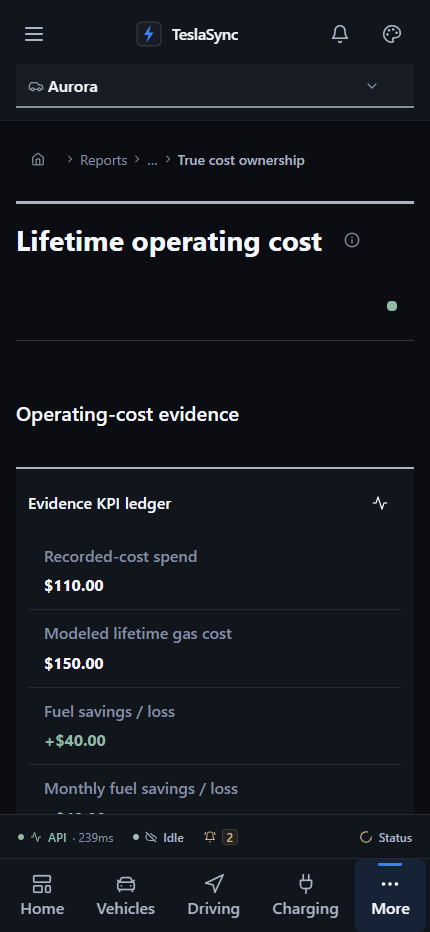 TeslaSync
Aurora
Reports ... True cost ownership
Lifetime operating cost
Operating-cost evidence
Evidence KPI ledger
Recorded-cost spend
$110.00
Modeled lifetime gas cost
$150.00
Fuel savings / loss
+$40.00
Monthly fuel savings / loss
API · 239ms Idle 2 Status
Home Vehicles Driving Charging More